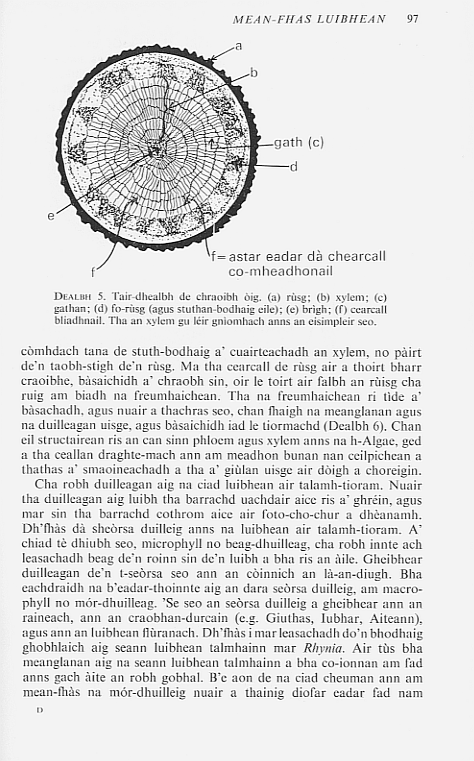 MEAN-FHAS LUIBHEAN 97
a
b
gath (c)
d
e
f
f = astar eadar dà chearcall
co-mheadhonail
DEALBH 5. Tair-dhealbh de chraoibh òig. (a) rùsg; (b) xylem; (c)
gathan; (d) fo-rùsg (agus stuthan-bodhaig eile); (e) brìgh; (f) cearcall
bliadhnail. Tha an xylem gu léir gniomhach anns an eisimpleir seo.
còmhdach tana de stuth-bodhaig a' cuairteachadh an xylem, no pàirt
de'n taobh-stigh de'n rùsg. Ma tha cearcall de rùsg air a thoirt bharr
craoibhe, bàsaichidh a' chraobh sin, oir le toirt air falbh an rùisg cha
ruig am biadh na freumhaichean. Tha na freumhaichean ri tìde a'
bàsachadh, agus nuair a thachras seo, chan fhaigh na meanglanan agus
na duilleagan uisge, agus bàsaichidh iad le tiormachd (Dealbh 6). Chan
eil structairean ris an can sinn phloem agus xylem anns na h-Algae, ged
a tha ceallan draghte-mach ann am meadhon bunan nan ceilpichean a
thathas a' smaoineachadh a tha a' giùlan uisge air dòigh a choreigin.
Cha robh duilleagan aig na ciad luibhean air talamh-tioram. Nuair
tha duilleagan aig luibh tha barrachd uachdair aice ris a' ghréin, agus
mar sin tha barrachd cothrom aice air foto-cho-chur a dhèanamh.
Dh'fhàs dà sheòrsa duilleig anns na luibhean air talamh-tioram. A'
chiad tè dhiubh seo, microphyll no beag-dhuilleag, cha robh innte ach
leasachadh beag de'n roinn sin de'n luibh a bha ris an àile. Gheibhear
duilleagan de'n t-seòrsa seo ann an còinnich an là-an-diugh. Bha
eachdraidh na b'eadar-thoinnte aig an dara seòrsa duilleig, am macro-
phyll no mór-dhuilleag. 'Se seo an seòrsa duilleig a gheibhear ann an
raineach, ann an craobhan-durcain (e.g. Giuthas, Iubhar, Aiteann),
agus ann an luibhean flùranach. Dh'fhàs i mar leasachadh do'n bhodhaig
ghobhlaich aig seann luibhean talmhainn mar Rhynia. Air tùs bha
meanglanan aig na seann luibhean talmhainn a bha co-ionnan am fad
anns gach àite an robh gobhal. B'e aon de na ciad cheuman ann am
mean-fhàs na mór-dhuilleig nuair a thainig diofar eadar fad nam
D